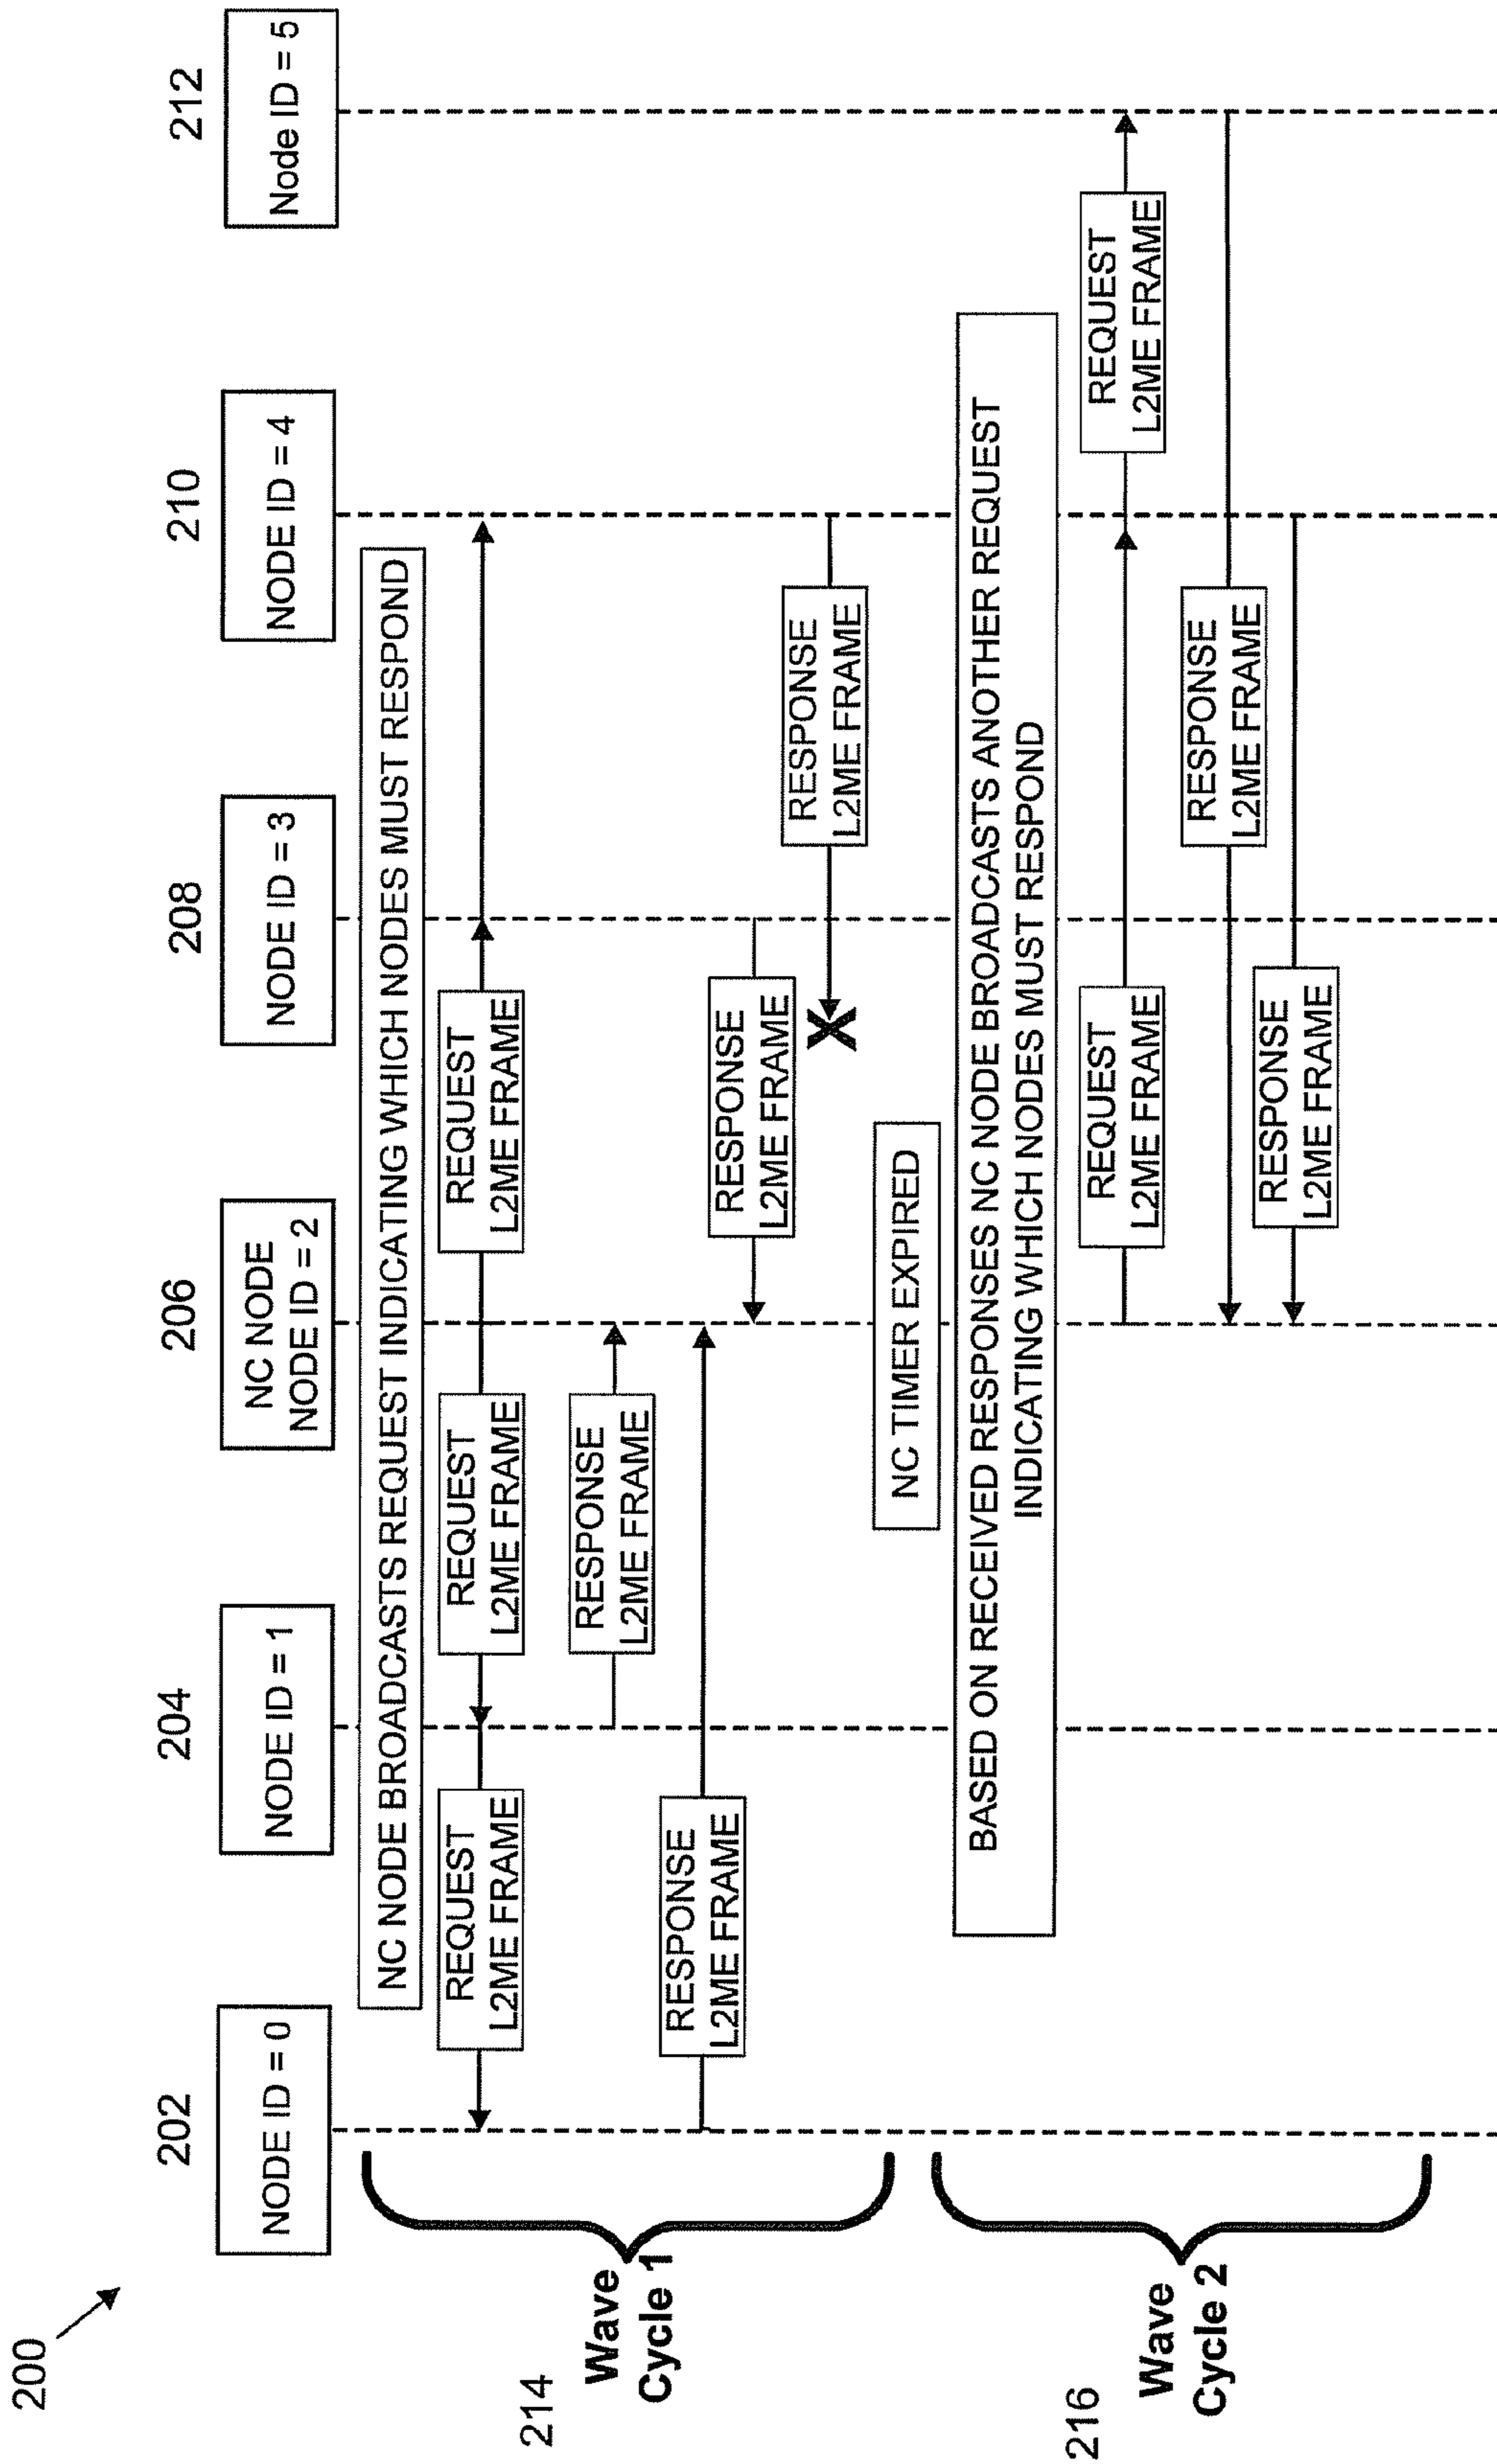 200
202
204
206
208
210
212
NODE ID = 0
NODE ID = 1
NC NODE
NODE ID = 2
NODE ID = 3
NODE ID = 4
Node ID = 5
214
Wave
Cycle 1
NC NODE BROADCASTS REQUEST INDICATING WHICH NODES MUST RESPOND
REQUEST
L2ME FRAME
REQUEST
L2ME FRAME
REQUEST
L2ME FRAME
RESPONSE
L2ME FRAME
RESPONSE
L2ME FRAME
RESPONSE
L2ME FRAME
RESPONSE
L2ME FRAME
X
NC TIMER EXPIRED
216
Wave
Cycle 2
BASED ON RECEIVED RESPONSES NC NODE BROADCASTS ANOTHER REQUEST
INDICATING WHICH NODES MUST RESPOND
REQUEST
L2ME FRAME
REQUEST
L2ME FRAME
RESPONSE
L2ME FRAME
RESPONSE
L2ME FRAME